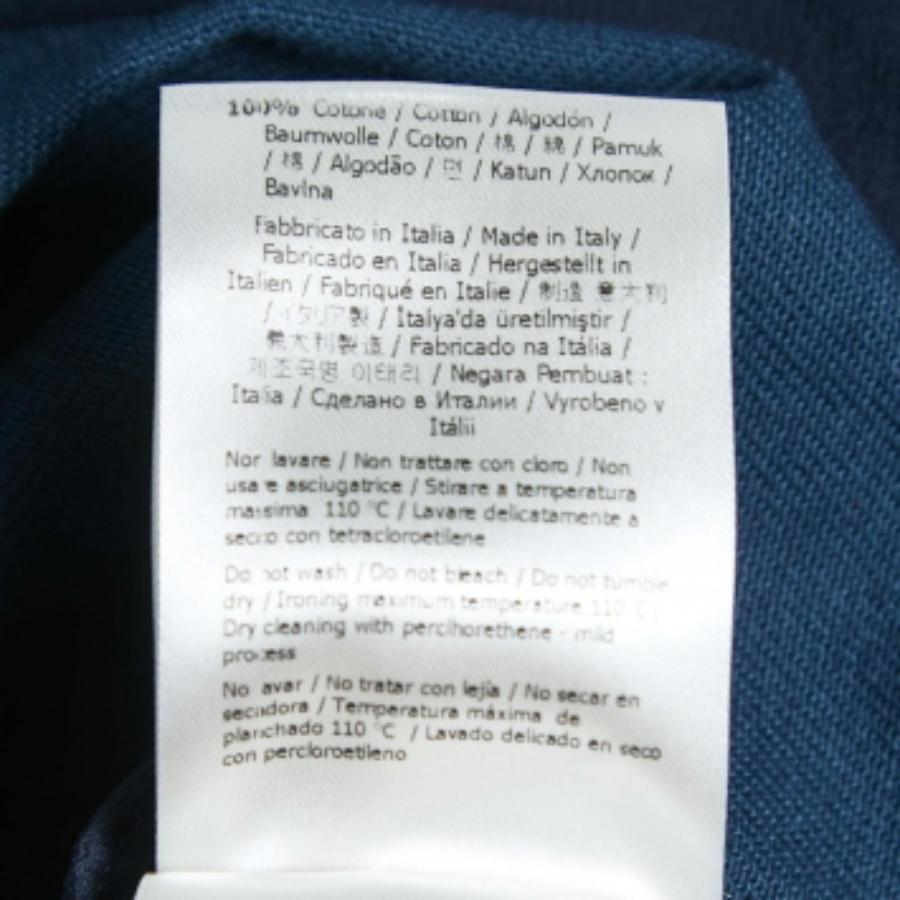 100% Cotone / Cotton / Algodón /
Baumwolle / Coton / 棉 / 綿 / Pamuk
/ 棉 / Algodão / 면 / Katun / Хлопок /
Bavlna
Fabbricato in Italia / Made in Italy /
Fabricado en Italia / Hergestellt in
Italien / Fabriqué en Italie / 制造 意大利
/ イタリア製 / İtalya'da üretilmiştir /
義大利製造 / Fabricado na Itália /
제조국명 이태리 / Negara Pembuat :
Italia / Сделано в Италии / Vyrobeno v
Itálii
Non lavare / Non trattare con cloro / Non
usare asciugatrice / Stirare a temperatura
massima 110 °C / Lavare delicatamente a
secco con tetracloroetilene
Do not wash / Do not bleach / Do not tumble
dry / Ironing maximum temperature 110 °C /
Dry cleaning with perclhorethene - mild
process
No lavar / No tratar con lejía / No secar en
secadora / Temperatura máxima de
planchado 110 °C / Lavado delicado en seco
con percloroetileno